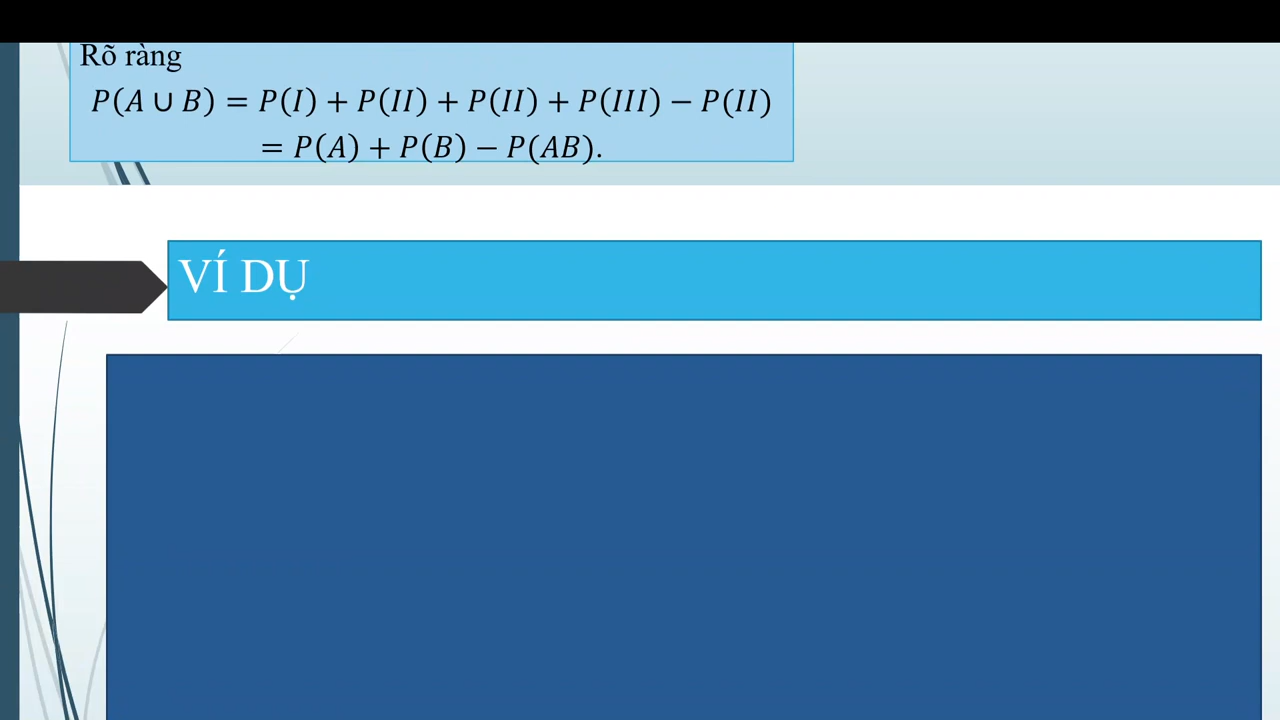 Rõ ràng
𝑃(𝐴 ∪ 𝐵) = 𝑃(𝐼) + 𝑃(𝐼𝐼) + 𝑃(𝐼𝐼) + 𝑃(𝐼𝐼𝐼) − 𝑃(𝐼𝐼)
= 𝑃(𝐴) + 𝑃(𝐵) − 𝑃(𝐴𝐵).
VÍ DỤ